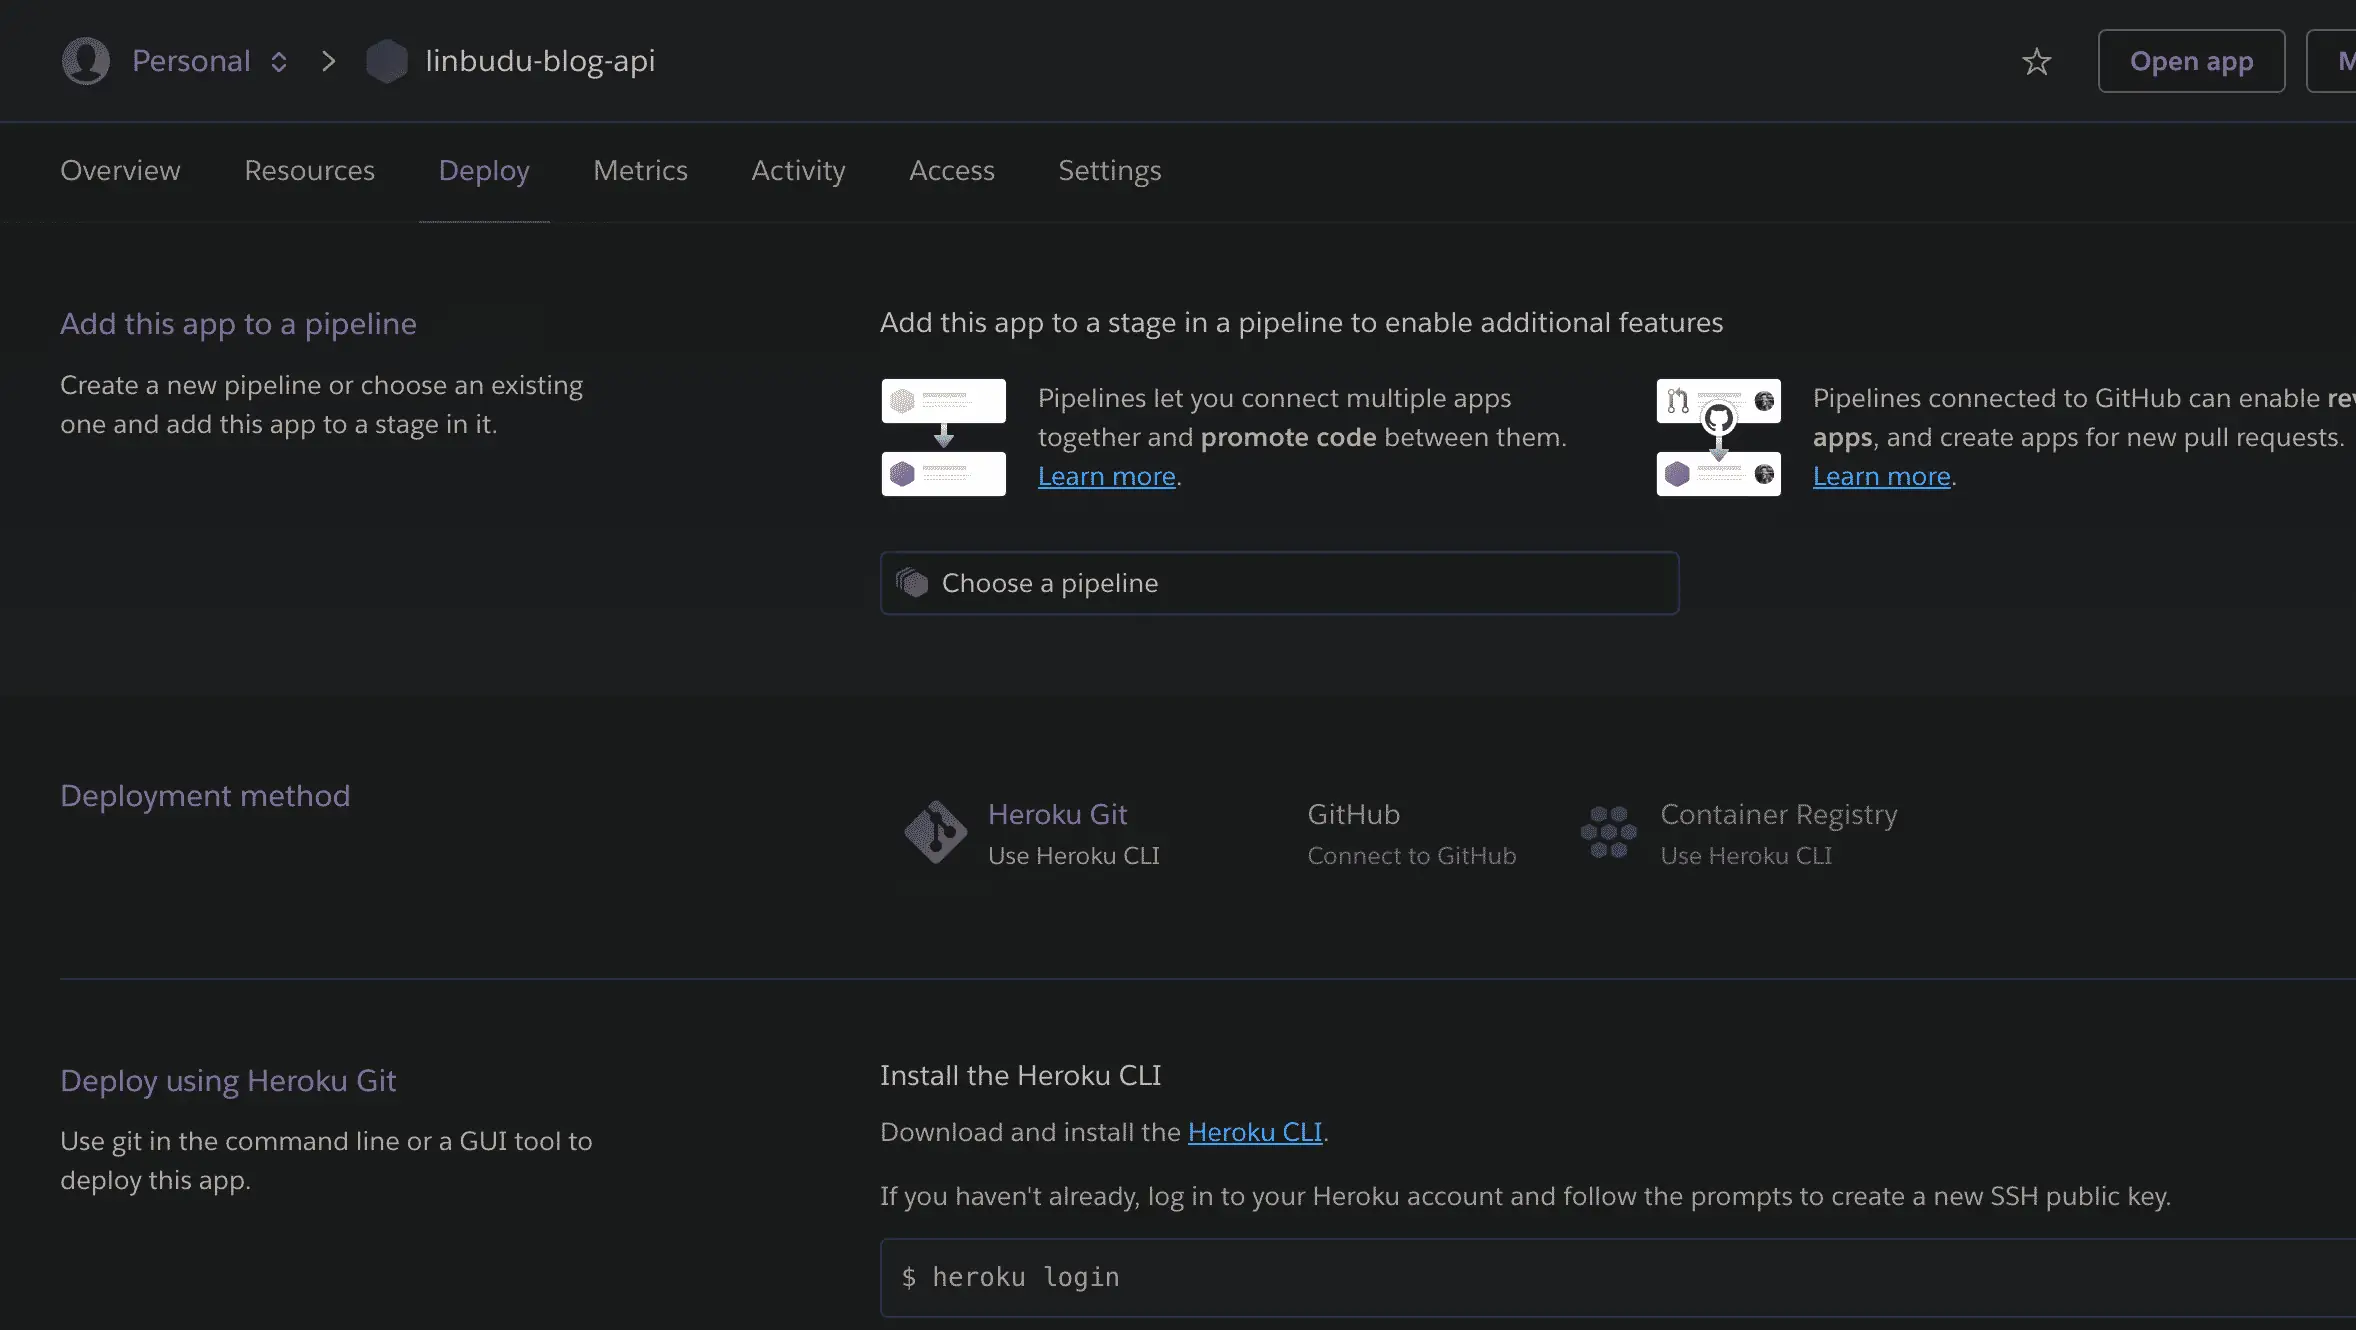 Personal
linbudu-blog-api
Open app
Overview
Resources
Deploy
Metrics
Activity
Access
Settings
Add this app to a pipeline
Create a new pipeline or choose an existing
one and add this app to a stage in it.
Add this app to a stage in a pipeline to enable additional features
Pipelines let you connect multiple apps
together and promote code between them.
Learn more.
Pipelines connected to GitHub can enable
apps, and create apps for new pull requests.
Learn more.
Choose a pipeline
Deployment method
Heroku Git
Use Heroku CLI
GitHub
Connect to GitHub
Container Registry
Use Heroku CLI
Deploy using Heroku Git
Use git in the command line or a GUI tool to
deploy this app.
Install the Heroku CLI
Download and install the Heroku CLI.
If you haven't already, log in to your Heroku account and follow the prompts to create a new SSH public key.
$ heroku login